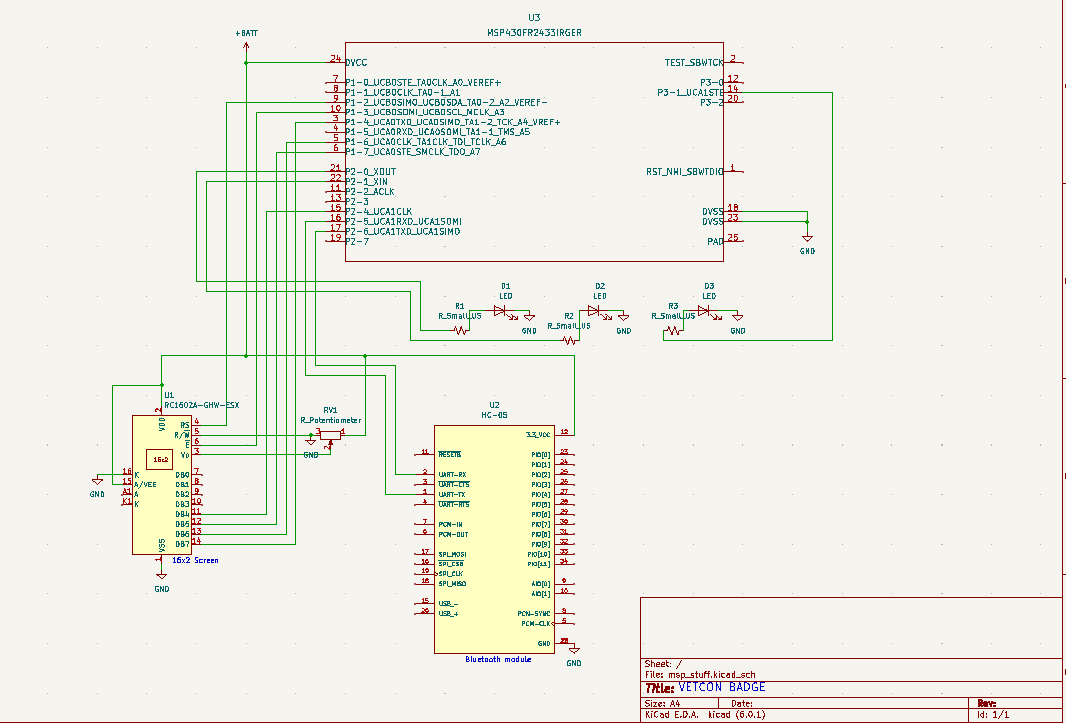 U3
MSP430FR2433IRGER
+BATT
24 DVCC
7 P1-0_UCB0STE_TA0CLK_A0_VEREF+
8 P1-1_UCB0CLK_TA0-1_A1
9 P1-2_UCB0SIMO_UCB0SDA_TA0-2_A2_VEREF-
10 P1-3_UCB0SOMI_UCB0SCL_MCLK_A3
3 P1-4_UCA0TXD_UCA0SIMO_TA1-2_TCK_A4_VREF+
4 P1-5_UCA0RXD_UCA0SOMI_TA1-1_TMS_A5
5 P1-6_UCA0CLK_TA1CLK_TDI_TCLK_A6
6 P1-7_UCA0STE_SMCLK_TDO_A7
21 P2-0_XOUT
22 P2-1_XIN
11 P2-2_ACLK
13 P2-3
15 P2-4_UCA1CLK
16 P2-5_UCA1RXD_UCA1SOMI
17 P2-6_UCA1TXD_UCA1SIMO
19 P2-7
TEST_SBWTCK 2
P3-0 12
P3-1_UCA1STE 14
P3-2 20
RST_NMI_SBWTDIO 1
DVSS 18
DVSS 23
PAD 25
GND
D1
LED
R1
R_Small_US
GND
D2
LED
R2
R_Small_US
GND
D3
LED
R3
R_Small_US
GND
U1
RC1602A-GHW-ESX
2
VDD
RS 4
R/W 5
E 6
Vo 3
16x2
16 K
15 A/VEE
A1 A
K1 K
DB0 7
DB1 8
DB2 9
DB3 10
DB4 11
DB5 12
DB6 13
DB7 14
VSS
1
GND
GND
16x2 Screen
RV1
R_Potentiometer
3 1
2
GND
U2
HC-05
3.3_VCC 12
11 RESETB
2 UART-RX
3 UART-CTS
1 UART-TX
4 UART-RTS
7 PCM-IN
6 PCM-OUT
17 SPI_MOSI
16 SPI_CSB
19 SPI_CLK
18 SPI_MISO
15 USB_-
20 USB_+
PIO[0] 23
PIO[1] 24
PIO[2] 25
PIO[3] 26
PIO[4] 27
PIO[5] 28
PIO[6] 29
PIO[7] 30
PIO[8] 31
PIO[9] 32
PIO[10] 33
PIO[11] 34
AIO[0] 9
AIO[1] 10
PCM-SYNC 8
PCM-CLK 5
GND
GND
Bluetooth module
Sheet: /
File: msp_stuff.kicad_sch
Title: VETCON BADGE
Size: A4 Date: Rev:
KiCad E.D.A. kicad (6.0.1) Id: 1/1